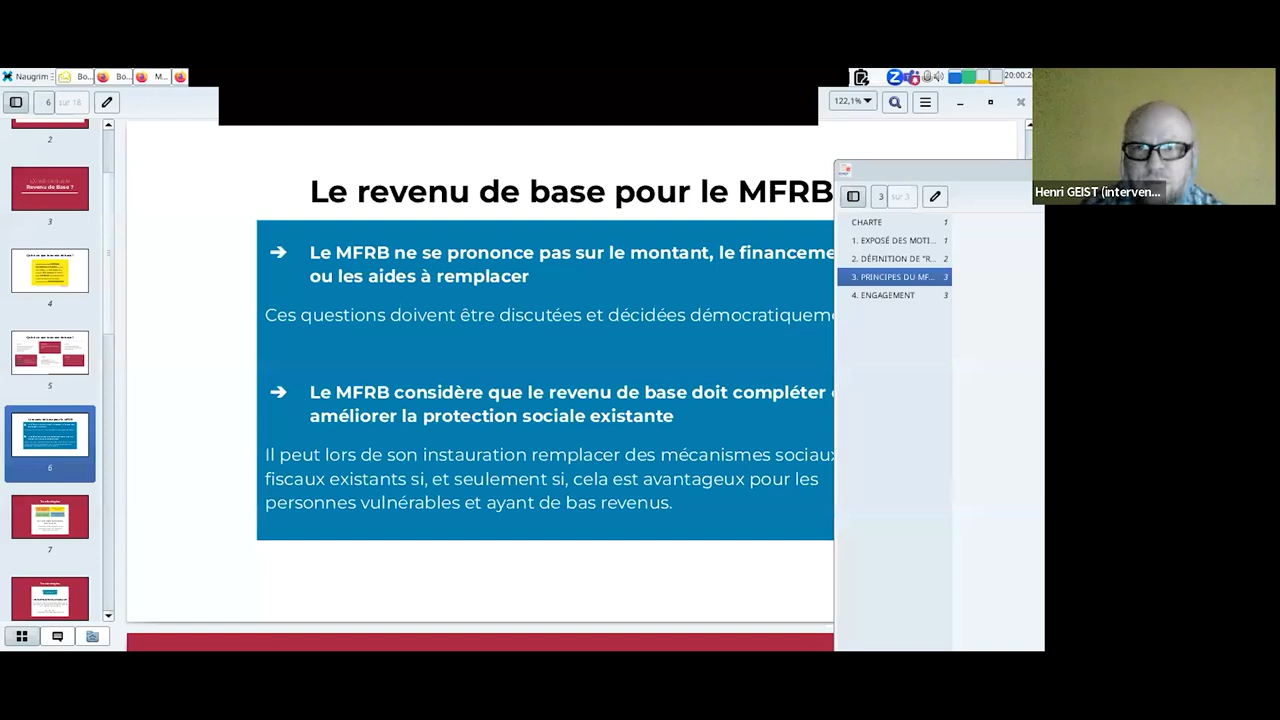 Naugrim
Bo...
Bo...
M...
20:00:2
6 sur 18
122,1%
2
Revenu de Base ?
3
4
5
6
7
Le revenu de base pour le MFRB
➔ Le MFRB ne se prononce pas sur le montant, le financeme
ou les aides à remplacer
Ces questions doivent être discutées et décidées démocratiqueme
➔ Le MFRB considère que le revenu de base doit compléter
améliorer la protection sociale existante
Il peut lors de son instauration remplacer des mécanismes sociaux
fiscaux existants si, et seulement si, cela est avantageux pour les
personnes vulnérables et ayant de bas revenus.
3 sur 3
CHARTE 1
1. EXPOSÉ DES MOTI... 1
2. DÉFINITION DE "R... 2
3. PRINCIPES DU MF... 3
4. ENGAGEMENT 3
Henri GEIST (interven...